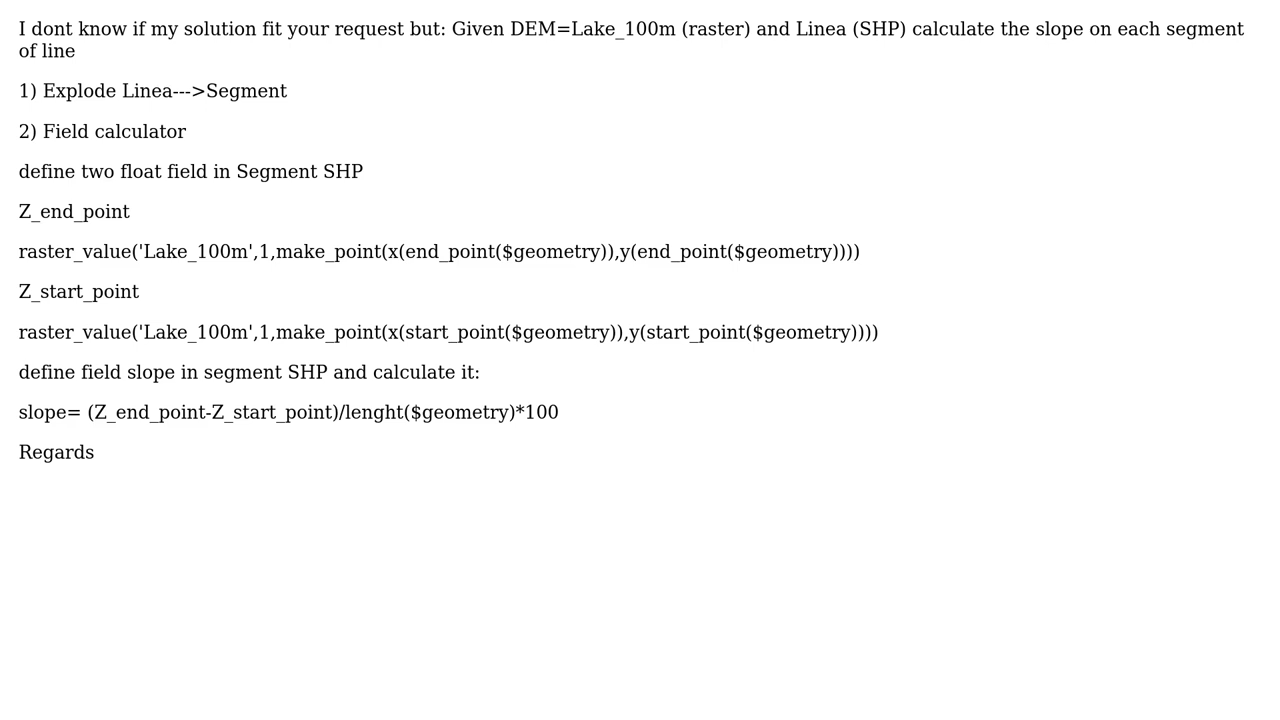 I dont know if my solution fit your request but: Given DEM=Lake_100m (raster) and Linea (SHP) calculate the slope on each segment
of line
1) Explode Linea--->Segment
2) Field calculator
define two float field in Segment SHP
Z_end_point
raster_value('Lake_100m',1,make_point(x(end_point($geometry)),y(end_point($geometry))))
Z_start_point
raster_value('Lake_100m',1,make_point(x(start_point($geometry)),y(start_point($geometry))))
define field slope in segment SHP and calculate it:
slope= (Z_end_point-Z_start_point)/lenght($geometry)*100
Regards